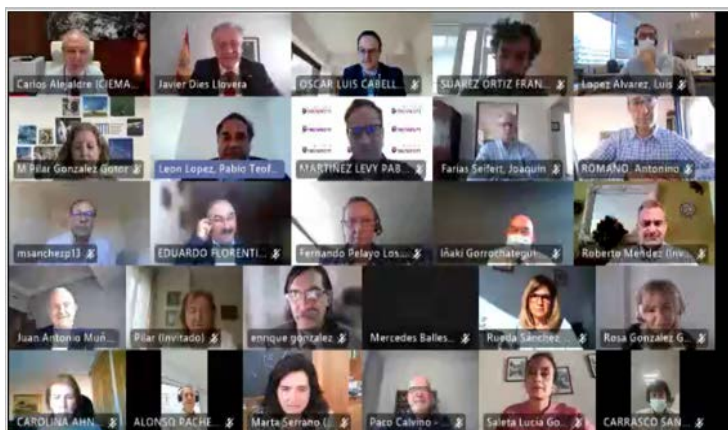 Carlos Alejaldre (CIEMA...
Javier Dies Llovera
OSCAR LUIS CABELL...
SUAREZ ORTIZ FRAN...
Lopez Alvarez, Luis
M Pilar Gonzalez Gotor
Leon Lopez, Pablo Teof...
MARTIÑEZ LEVY PAB...
Farias Seifert, Joaquin
ROMANO, Antonino
msanchezp13
EDUARDO FLORENTI...
Fernando Pelayo Los...
Iñaki Gorrochategui...
Roberto Mendez (Inv...
Juan Antonio Muñ...
Pilar (Invitado)
enrique gonzalez
Mercedes Balles...
Rueda Sánchez
Rosa Gonzalez G...
CAROLINA AHN...
ALONSO PACHE...
Marta Serrano (...
Paco Calvino - ...
Saleta Lucia Go...
CARRASCO SAN...